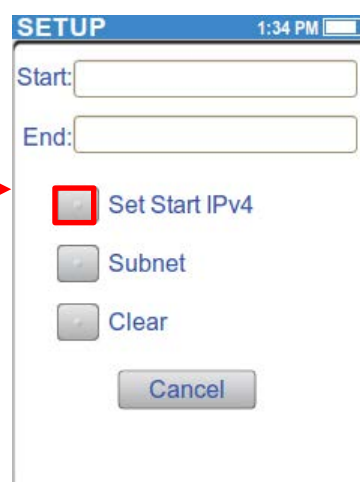 SETUP 1:34 PM
Start:
End:
Set Start IPv4
Subnet
Clear
Cancel